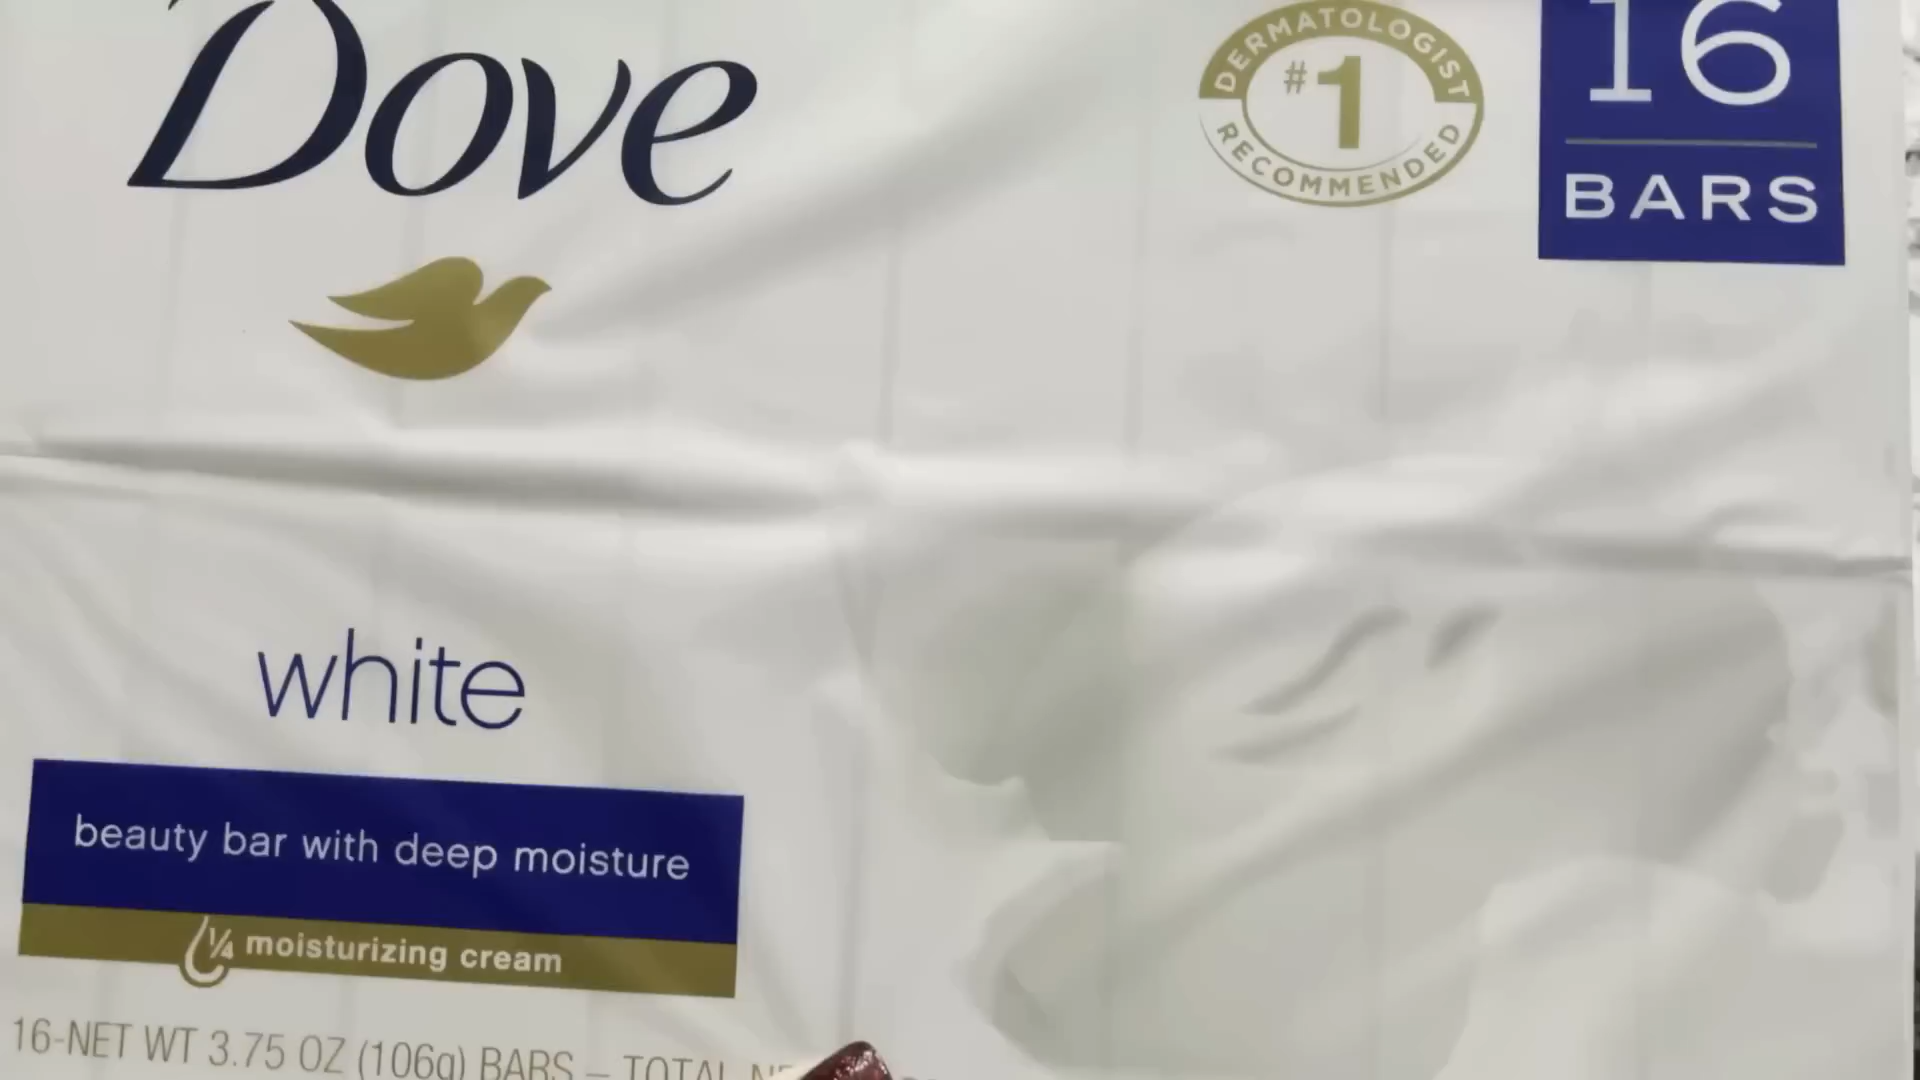 Dove
DERMATOLOGIST
#1
RECOMMENDED
16
BARS
white
beauty bar with deep moisture
¼ moisturizing cream
16-NET WT 3.75 OZ (106g) BARS – TOTAL